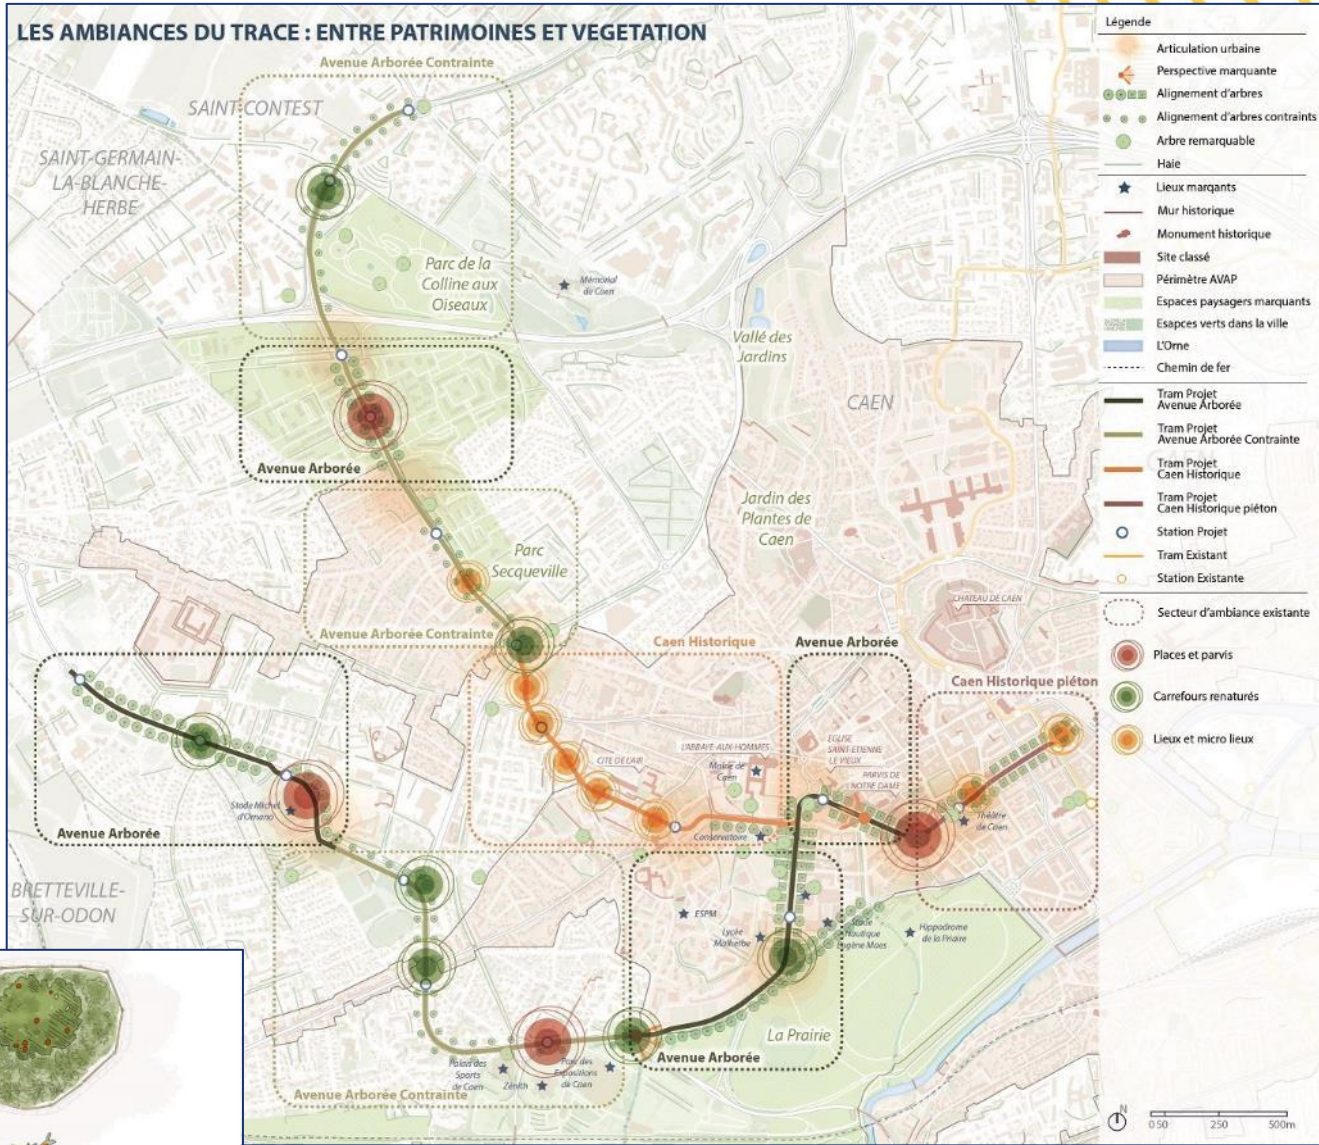 LES AMBIANCES DU TRACE : ENTRE PATRIMOINES ET VEGETATION
Avenue Arborée Contrainte
SAINT-CONTEST
SAINT-GERMAIN-
LA-BLANCHE-
HERBE
Parc de la
Colline aux
Oiseaux
Mémorial
de Caen
Vallé des
Jardins
CAEN
Avenue Arborée
Jardin des
Plantes de
Caen
Parc
Secqueville
Avenue Arborée Contrainte
CHATEAU DE CAEN
Caen Historique
Avenue Arborée
Caen Historique piéton
L'ABBAYE-AUX-HOMMES
Mairie de
Caen
EGLISE
SAINT-ETIENNE
LE VIEUX
PARVIS DE
NOTRE DAME
CITE DE L'AIR
Stade Michel
d'Ornano
Théâtre
de Caen
Conservatoire
Avenue Arborée
BRETTEVILLE-
SUR-ODON
ESPM
Lycée
Malherbe
Stade
Nautique
Eugène Maes
Hippodrome
de la Priaire
La Prairie
Avenue Arborée
Palais des
Sports
de Caen
Zénith
Parc des
Expositions
de Caen
Avenue Arborée Contrainte
Légende
Articulation urbaine
Perspective marquante
Alignement d'arbres
Alignement d'arbres contraints
Arbre remarquable
Haie
Lieux marqants
Mur historique
Monument historique
Site classé
Périmètre AVAP
Espaces paysagers marquants
Esapces verts dans la ville
L'Orne
Chemin de fer
Tram Projet
Avenue Arborée
Tram Projet
Avenue Arborée Contrainte
Tram Projet
Caen Historique
Tram Projet
Caen Historique piéton
Station Projet
Tram Existant
Station Existante
Secteur d'ambiance existante
Places et parvis
Carrefours renaturés
Lieux et micro lieux
N
0 50 250 500m